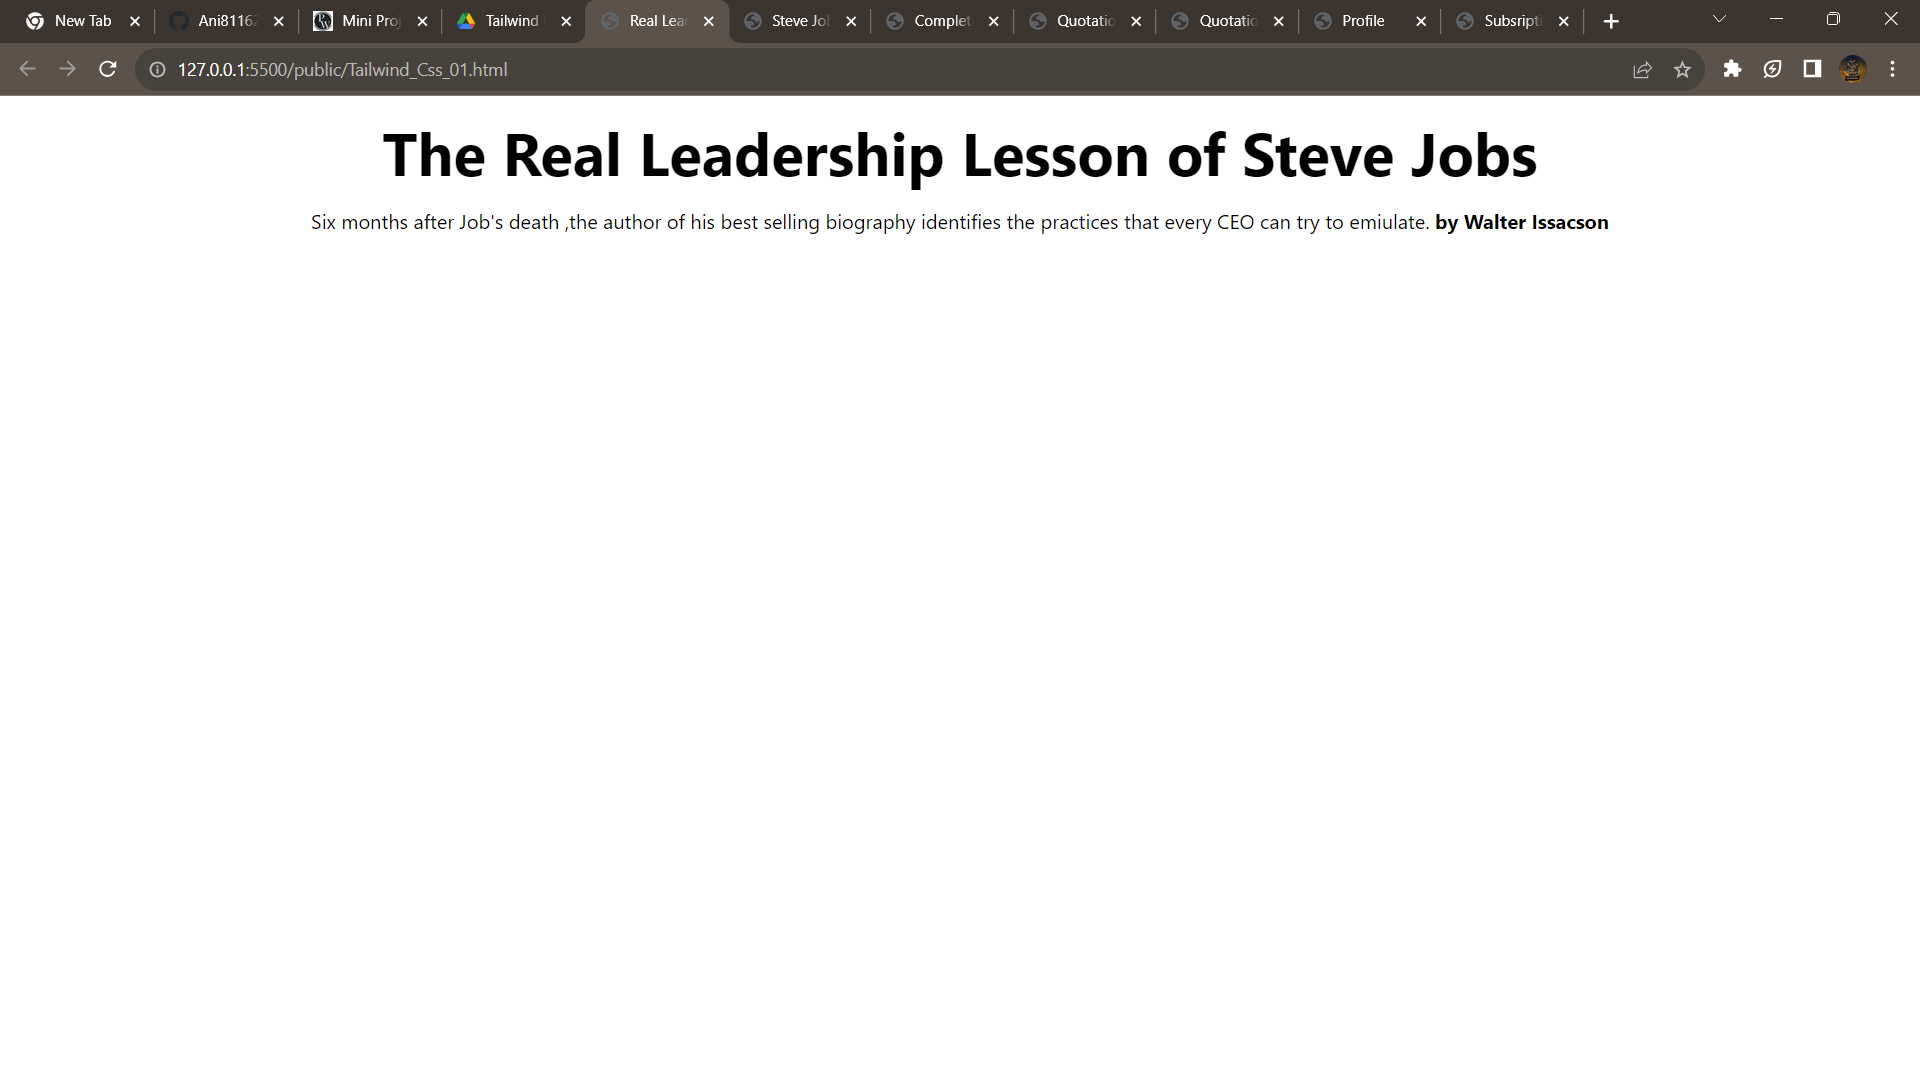 New Tab
Ani81162
Mini Proj
Tailwind
Real Lea
Steve Jo
Complet
Quotatio
Quotatio
Profile
Subsripti
127.0.0.1:5500/public/Tailwind_Css_01.html
The Real Leadership Lesson of Steve Jobs
Six months after Job's death ,the author of his best selling biography identifies the practices that every CEO can try to emiulate. by Walter Issacson